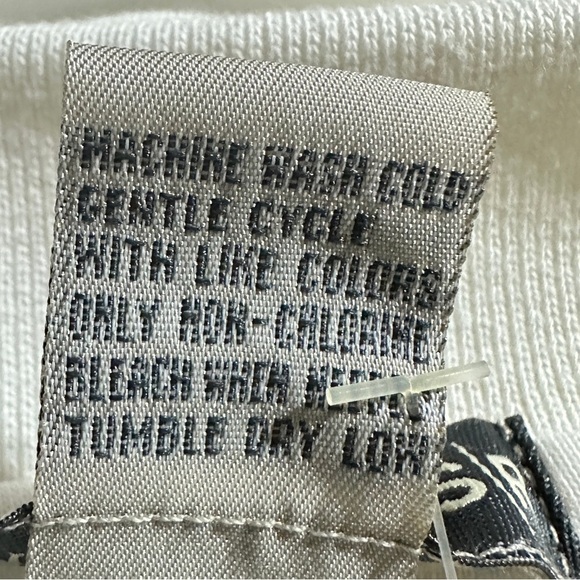 MACHINE WASH COLD
GENTLE CYCLE
WITH LIKE COLORS
ONLY NON-CHLORINE
BLEACH WHEN
TUMBLE DRY LOW
S/P